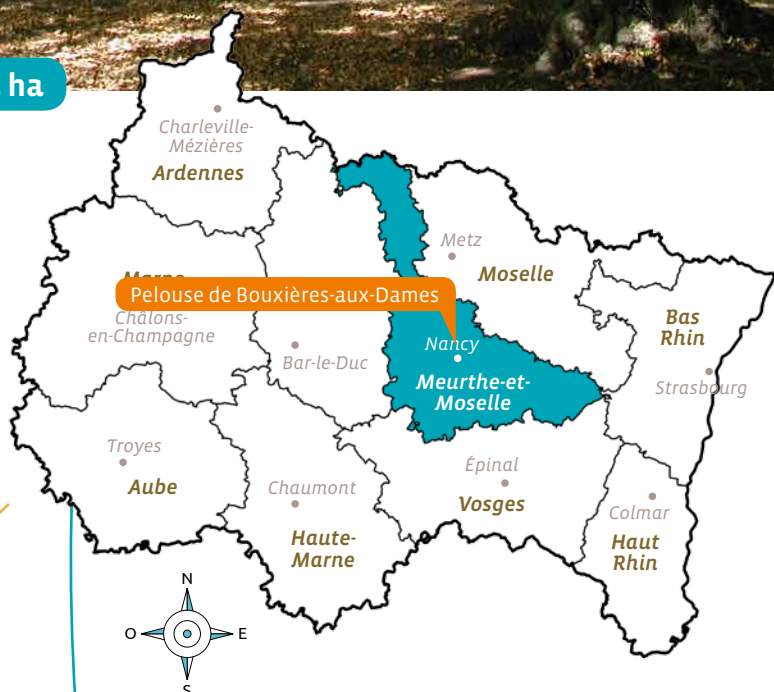 ha
Charleville-
Mézières
Ardennes
Metz
Moselle
Marne
Pelouse de Bouxières-aux-Dames
Châlons-
en-Champagne
Bar-le-Duc
Nancy
Meurthe-et-
Moselle
Bas
Rhin
Strasbourg
Troyes
Aube
Chaumont
Haute-
Marne
Épinal
Vosges
Colmar
Haut
Rhin
N
O
E
S